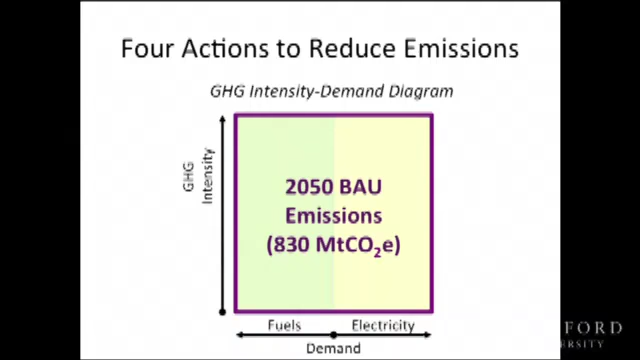 Four Actions to Reduce Emissions
GHG Intensity-Demand Diagram
GHG
Intensity
2050 BAU
Emissions
(830 MtCO₂e)
Fuels
Electricity
Demand